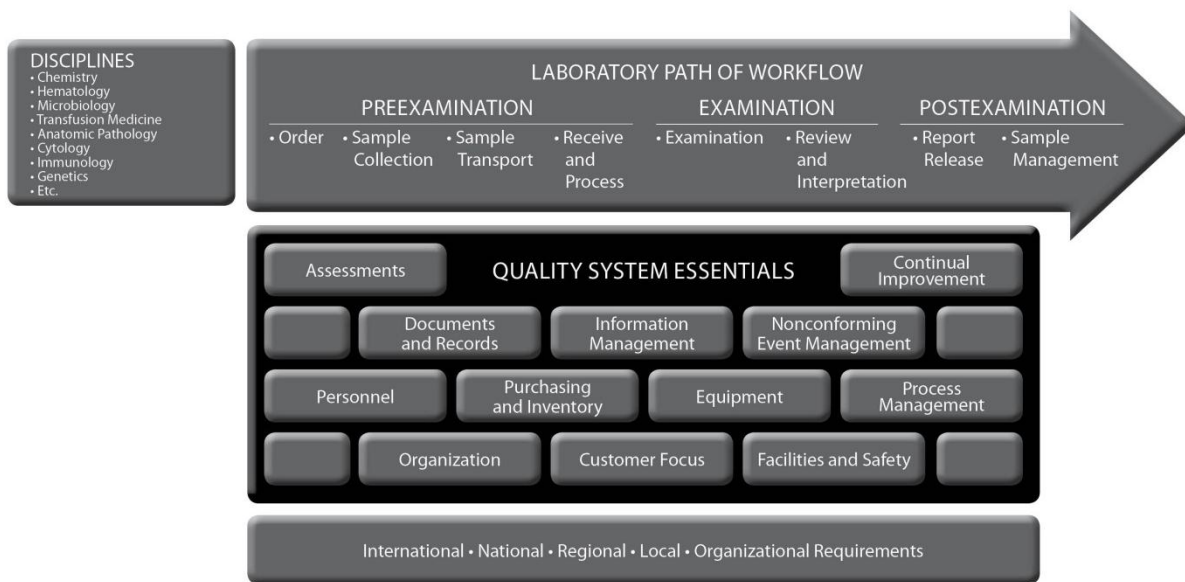 DISCIPLINES
• Chemistry
• Hematology
• Microbiology
• Transfusion Medicine
• Anatomic Pathology
• Cytology
• Immunology
• Genetics
• Etc.
LABORATORY PATH OF WORKFLOW
PREEXAMINATION
• Order
• Sample
Collection
• Sample
Transport
• Receive
and
Process
EXAMINATION
• Examination
• Review
and
Interpretation
POSTEXAMINATION
• Report
Release
• Sample
Management
QUALITY SYSTEM ESSENTIALS
Assessments
Continual
Improvement
Documents
and Records
Information
Management
Nonconforming
Event Management
Personnel
Purchasing
and Inventory
Equipment
Process
Management
Organization
Customer Focus
Facilities and Safety
International • National • Regional • Local • Organizational Requirements